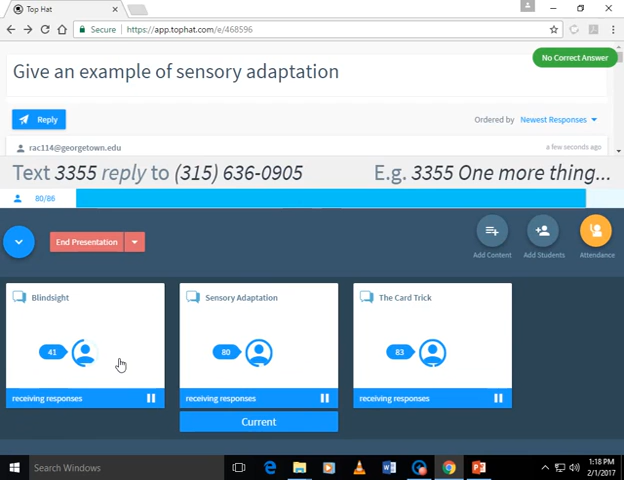 Top Hat
Secure https://app.tophat.com/e/468596
Give an example of sensory adaptation
No Correct Answer
Reply
Ordered by Newest Responses
rac114@georgetown.edu
a few seconds ago
Text 3355 reply to (315) 636-0905 E.g. 3355 One more thing...
80/86
End Presentation
Add Content Add Students Attendance
Blindsight Sensory Adaptation The Card Trick
41 80 83
receiving responses receiving responses receiving responses
Current
Search Windows
1:18 PM
2/1/2017